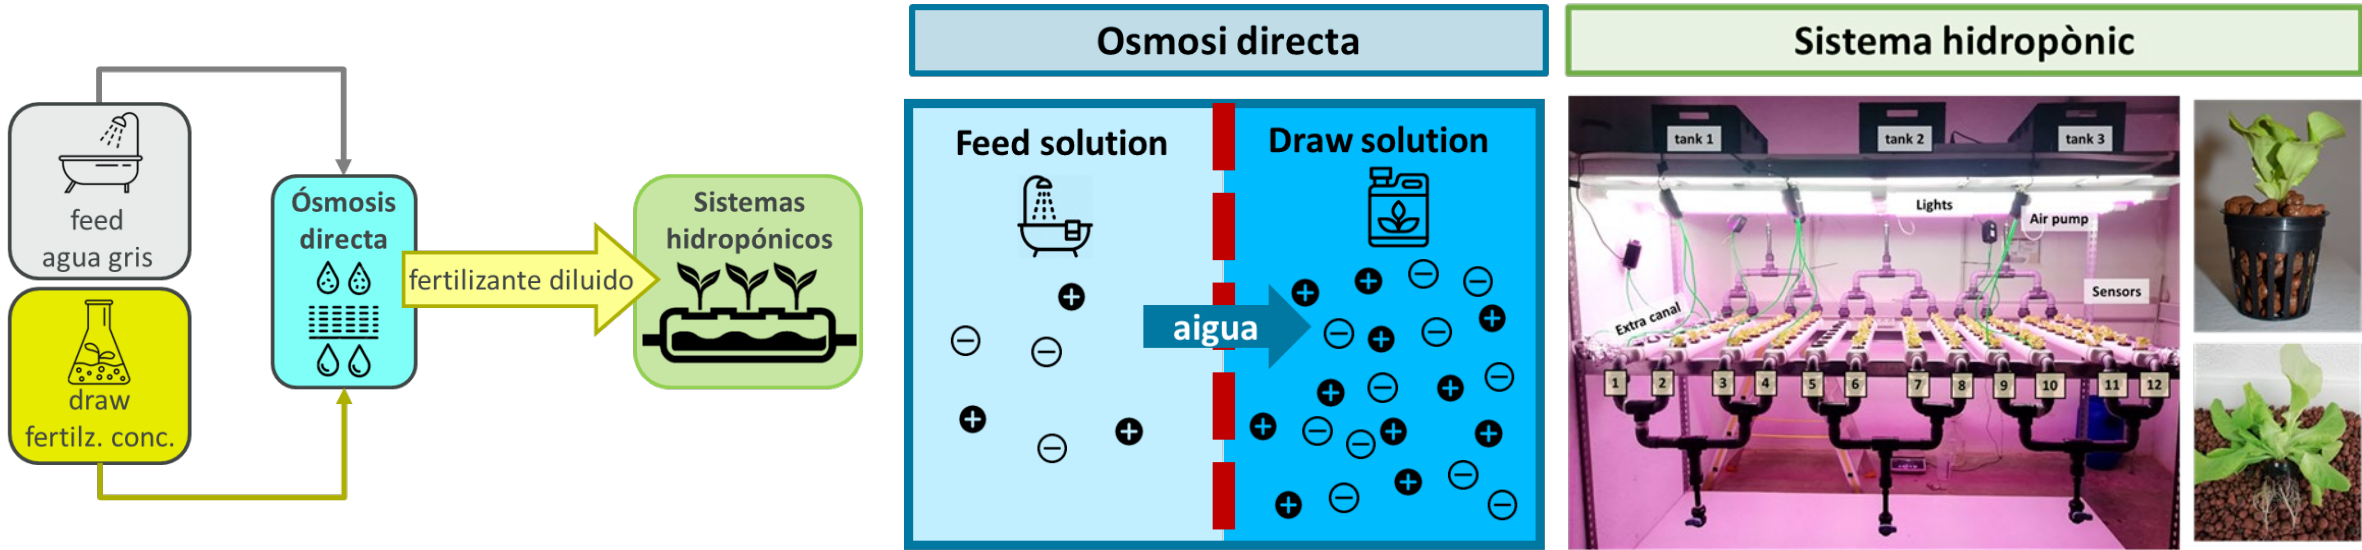 feed
agua gris
draw
fertilz. conc.
Ósmosis
directa
fertilizante diluido
Sistemas
hidropónicos
Osmosi directa
Feed solution
Draw solution
aigua
Sistema hidropònic
tank 1
tank 2
tank 3
Lights
Air pump
Sensors
Extra canal
1 2 3 4 5 6 7 8 9 10 11 12